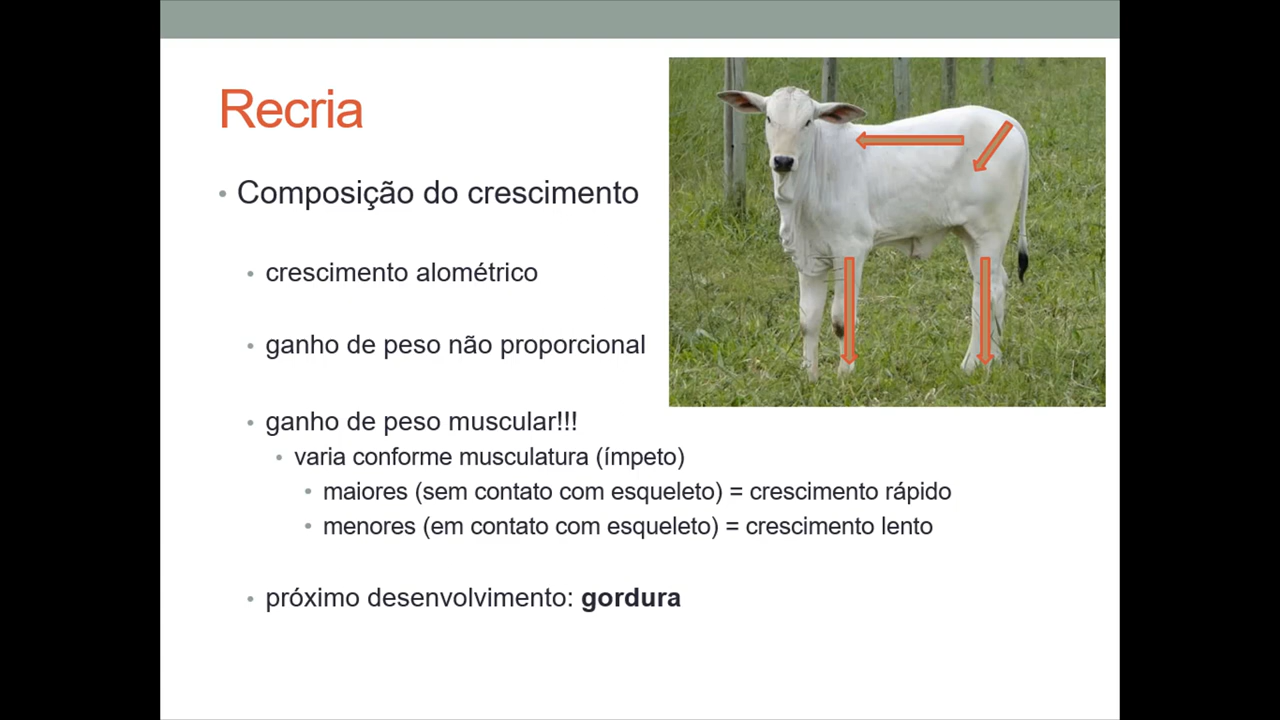 Recria
• Composição do crescimento
• crescimento alométrico
• ganho de peso não proporcional
• ganho de peso muscular!!!
• varia conforme musculatura (ímpeto)
• maiores (sem contato com esqueleto) = crescimento rápido
• menores (em contato com esqueleto) = crescimento lento
• próximo desenvolvimento: gordura